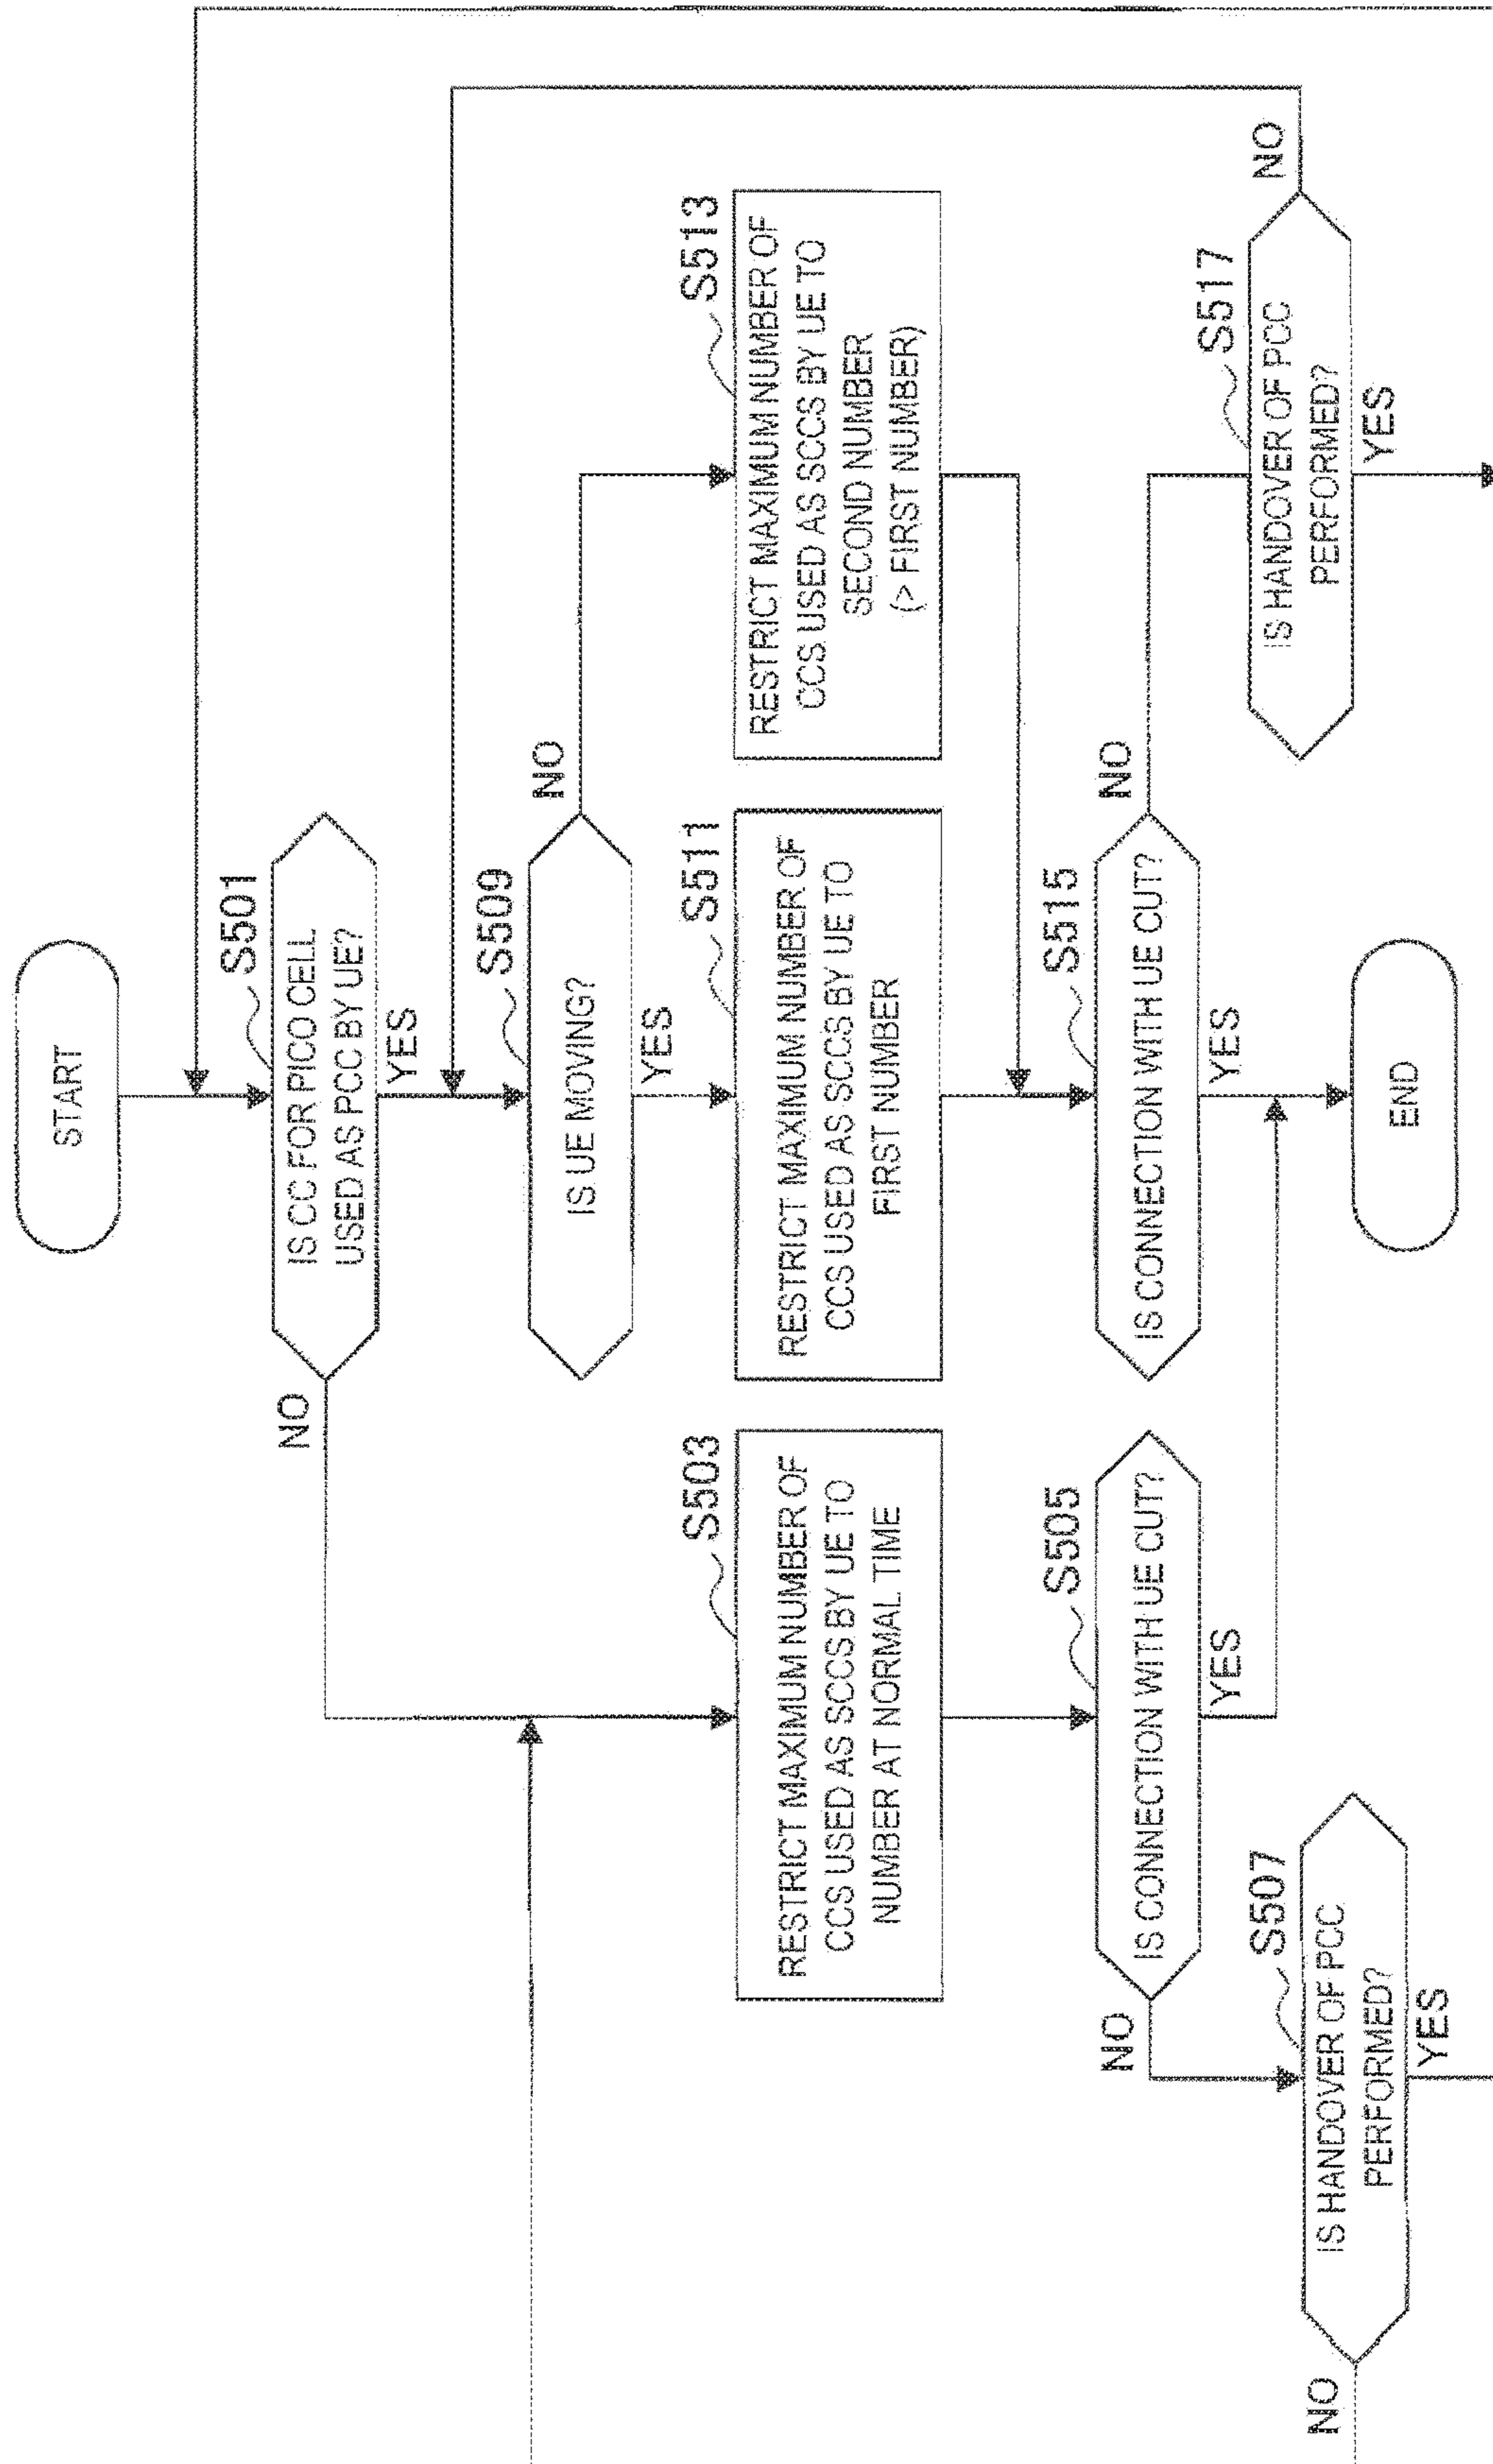 START
S501
IS CC FOR PICO CELL
USED AS PCC BY UE?
NO
YES
S509
IS UE MOVING?
NO
YES
S503
RESTRICT MAXIMUM NUMBER OF
CCS USED AS SCCS BY UE TO
NUMBER AT NORMAL TIME
S511
RESTRICT MAXIMUM NUMBER OF
CCS USED AS SCCS BY UE TO
FIRST NUMBER
S513
RESTRICT MAXIMUM NUMBER OF
CCS USED AS SCCS BY UE TO
SECOND NUMBER
(> FIRST NUMBER)
S505
IS CONNECTION WITH UE CUT?
NO
YES
S515
IS CONNECTION WITH UE CUT?
NO
YES
S507
IS HANDOVER OF PCC
PERFORMED?
NO
YES
S517
IS HANDOVER OF PCC
PERFORMED?
NO
YES
END